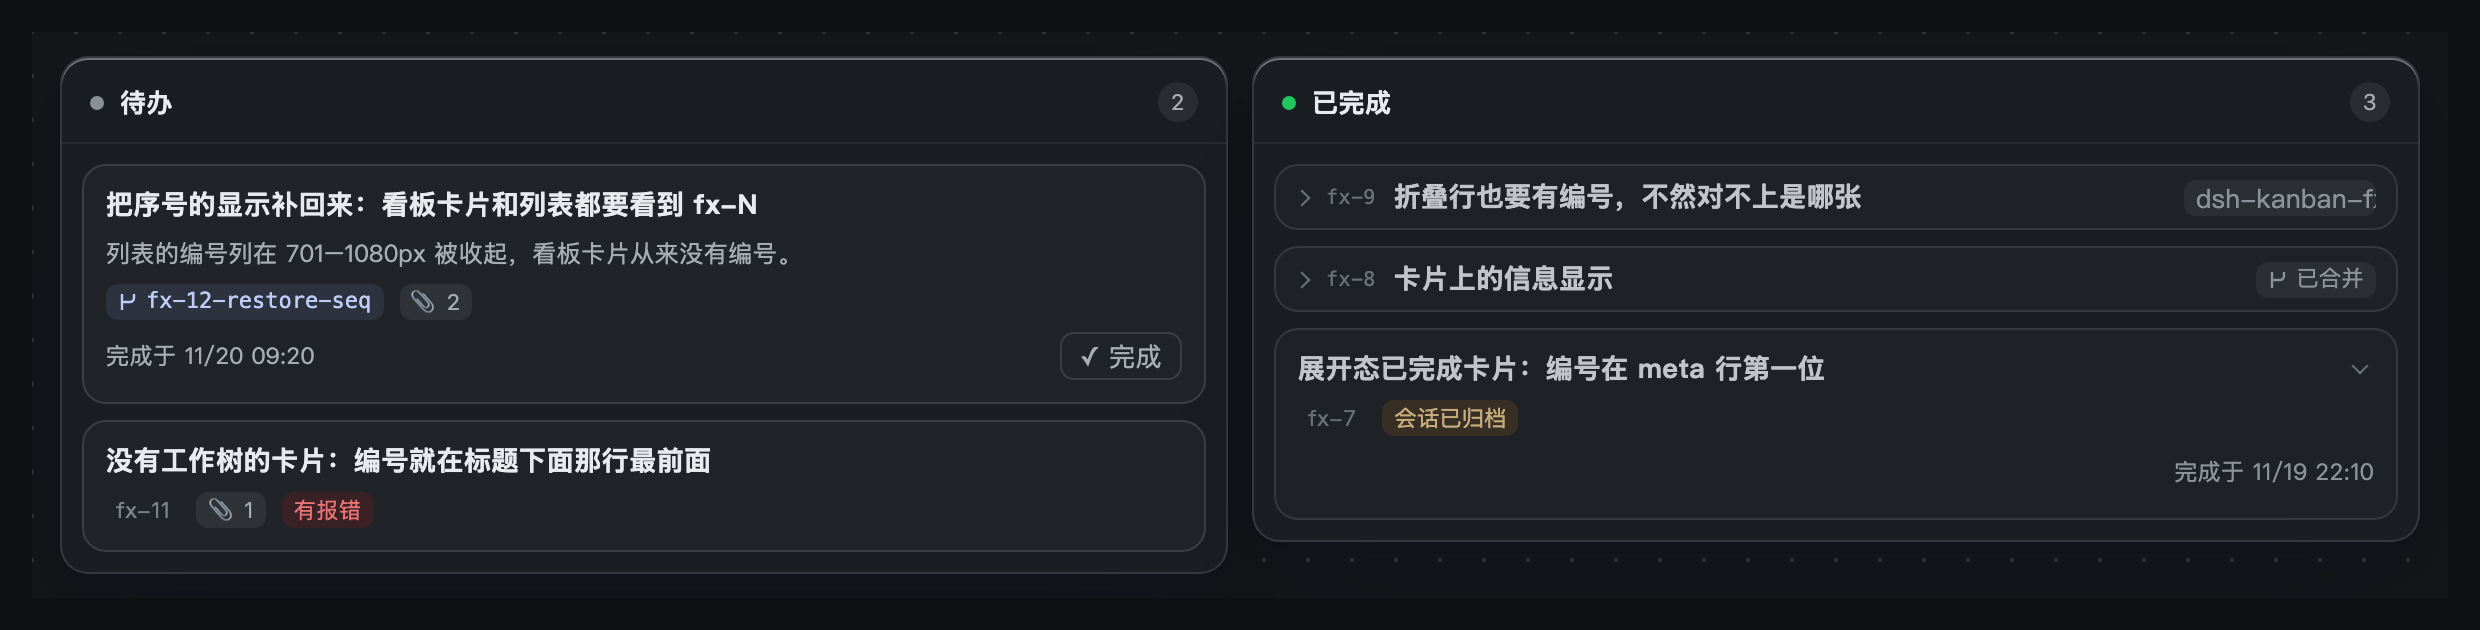 待办
2
把序号的显示补回来：看板卡片和列表都要看到 fx-N
列表的编号列在 701–1080px 被收起，看板卡片从来没有编号。
fx-12-restore-seq 2
完成于 11/20 09:20 ✓ 完成
没有工作树的卡片：编号就在标题下面那行最前面
fx-11 1 有报错
已完成
3
fx-9 折叠行也要有编号，不然对不上是哪张 dsh-kanban-f
fx-8 卡片上的信息显示 已合并
展开态已完成卡片：编号在 meta 行第一位
fx-7 会话已归档
完成于 11/19 22:10